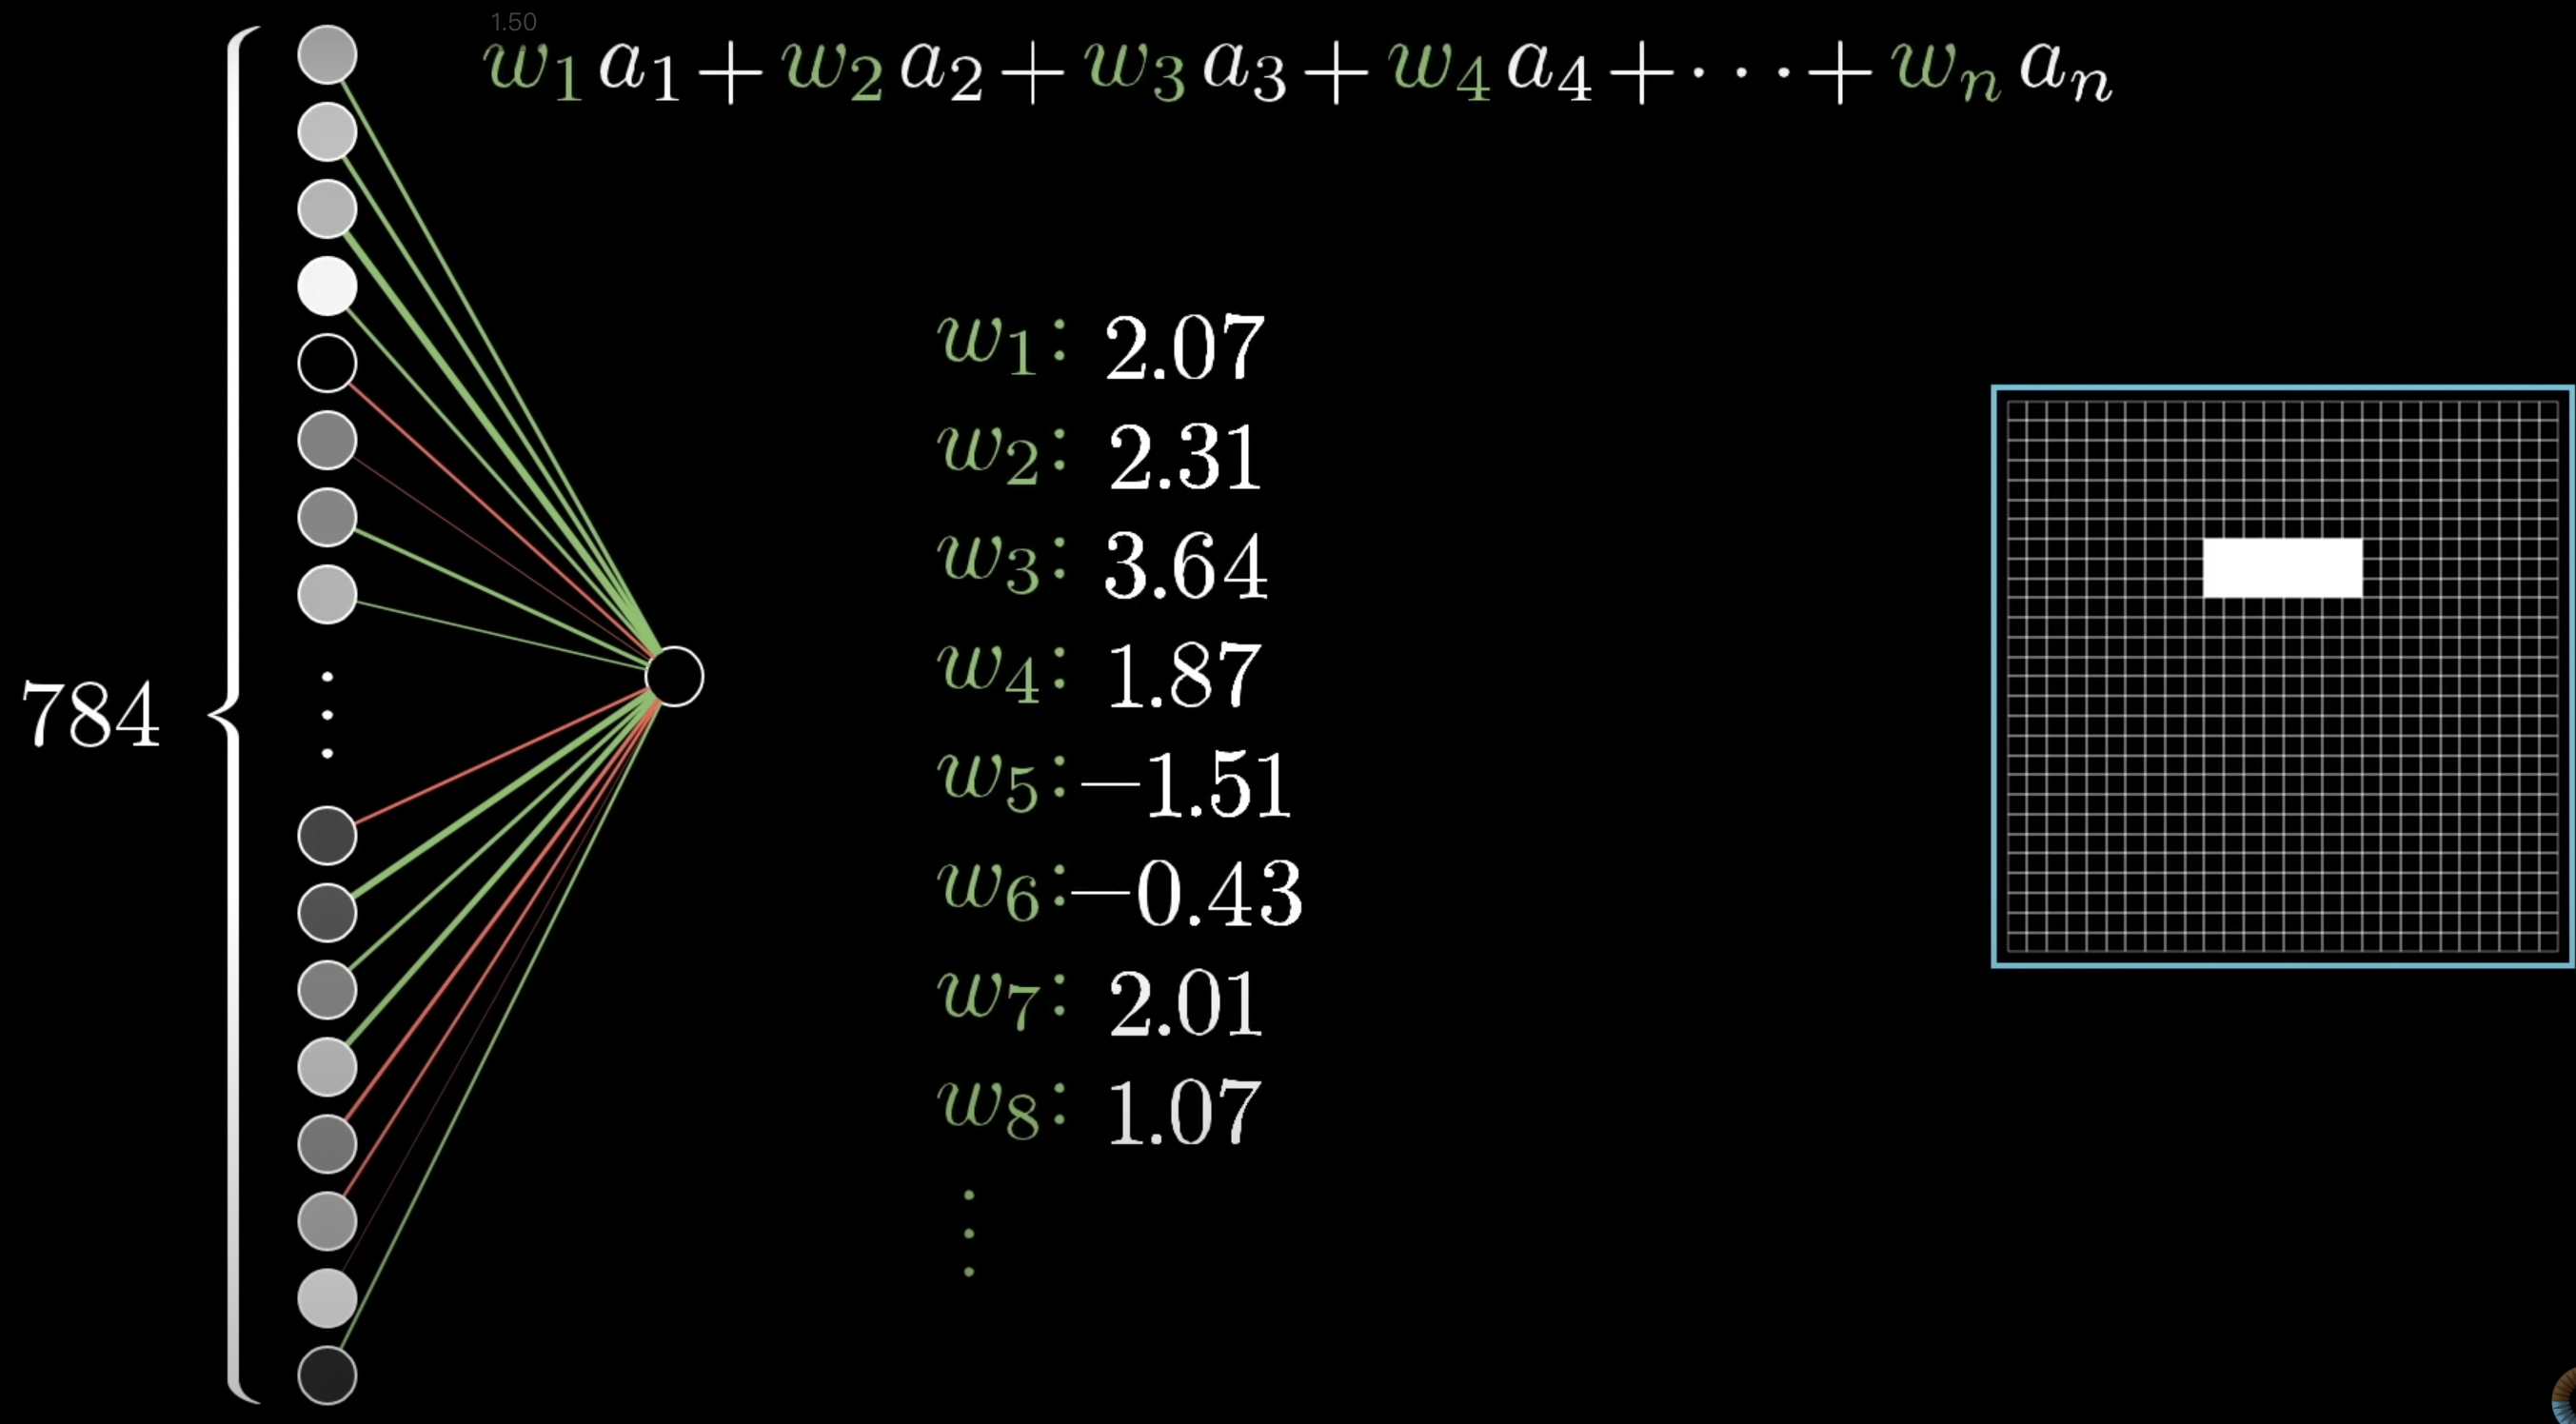 1.50
w₁a₁+w₂a₂+w₃a₃+w₄a₄+···+wₙaₙ
w₁: 2.07
w₂: 2.31
w₃: 3.64
w₄: 1.87
784
w₅: −1.51
w₆: −0.43
w₇: 2.01
w₈: 1.07